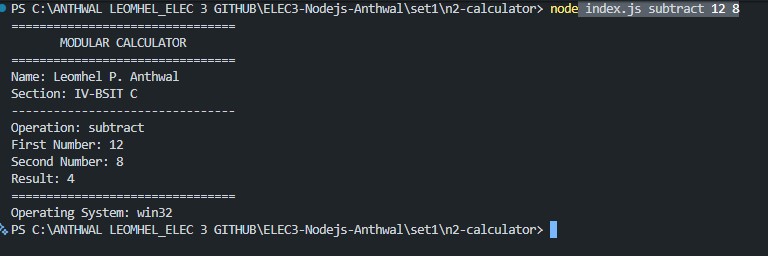 PS C:\ANTHWAL LEOMHEL_ELEC 3 GITHUB\ELEC3-Nodejs-Anthwal\set1\n2-calculator> node index.js subtract 12 8
================================
MODULAR CALCULATOR
================================
Name: Leomhel P. Anthwal
Section: IV-BSIT C
--------------------------------
Operation: subtract
First Number: 12
Second Number: 8
Result: 4
================================
Operating System: win32
PS C:\ANTHWAL LEOMHEL_ELEC 3 GITHUB\ELEC3-Nodejs-Anthwal\set1\n2-calculator>